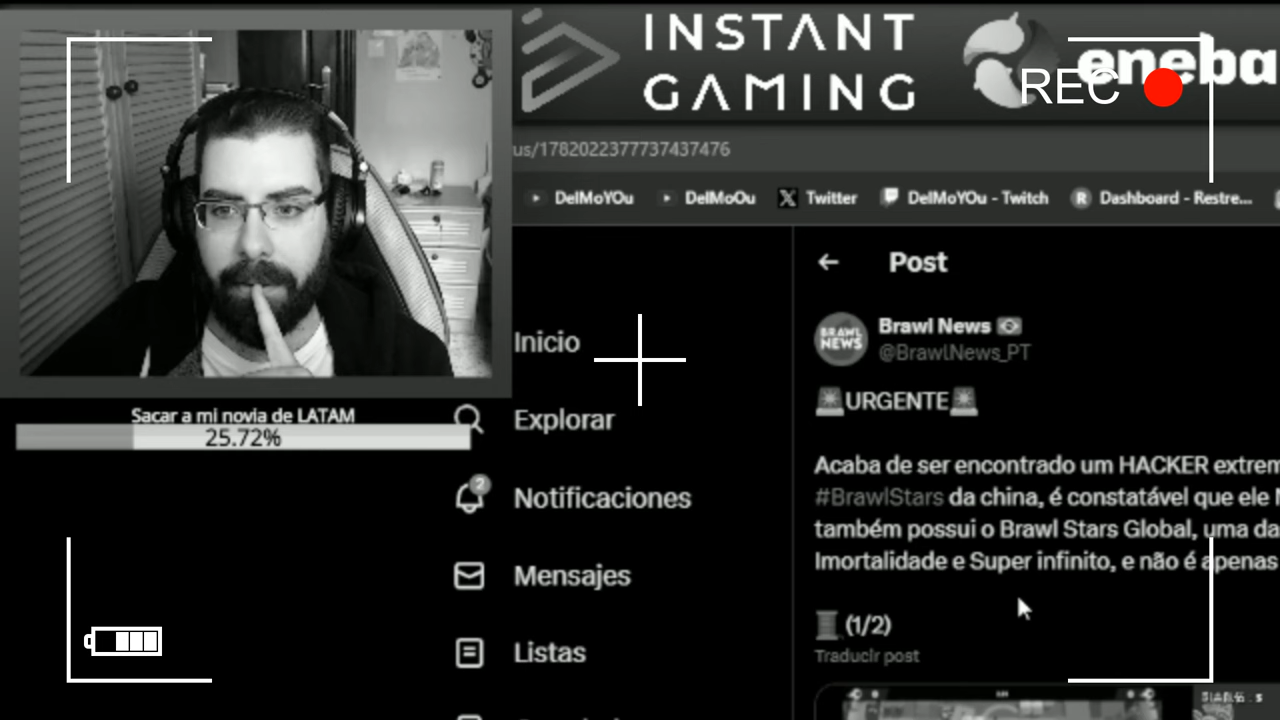 INSTANT
GAMING
eneba
REC
us/1782022377737437476
DelMoYOu
DelMoOu
Twitter
DelMoYOu - Twitch
Dashboard - Restre...
Post
Brawl News
@BrawlNews_PT
BRAWL
NEWS
🚨URGENTE🚨
Acaba de ser encontrado um HACKER extrem
#BrawlStars da china, é constatável que ele
também possui o Brawl Stars Global, uma da
Imortalidade e Super infinito, e não é apenas
(1/2)
Traducir post
Inicio
Explorar
2
Notificaciones
Mensajes
Listas
Sacar a mi novia de LATAM
25.72%